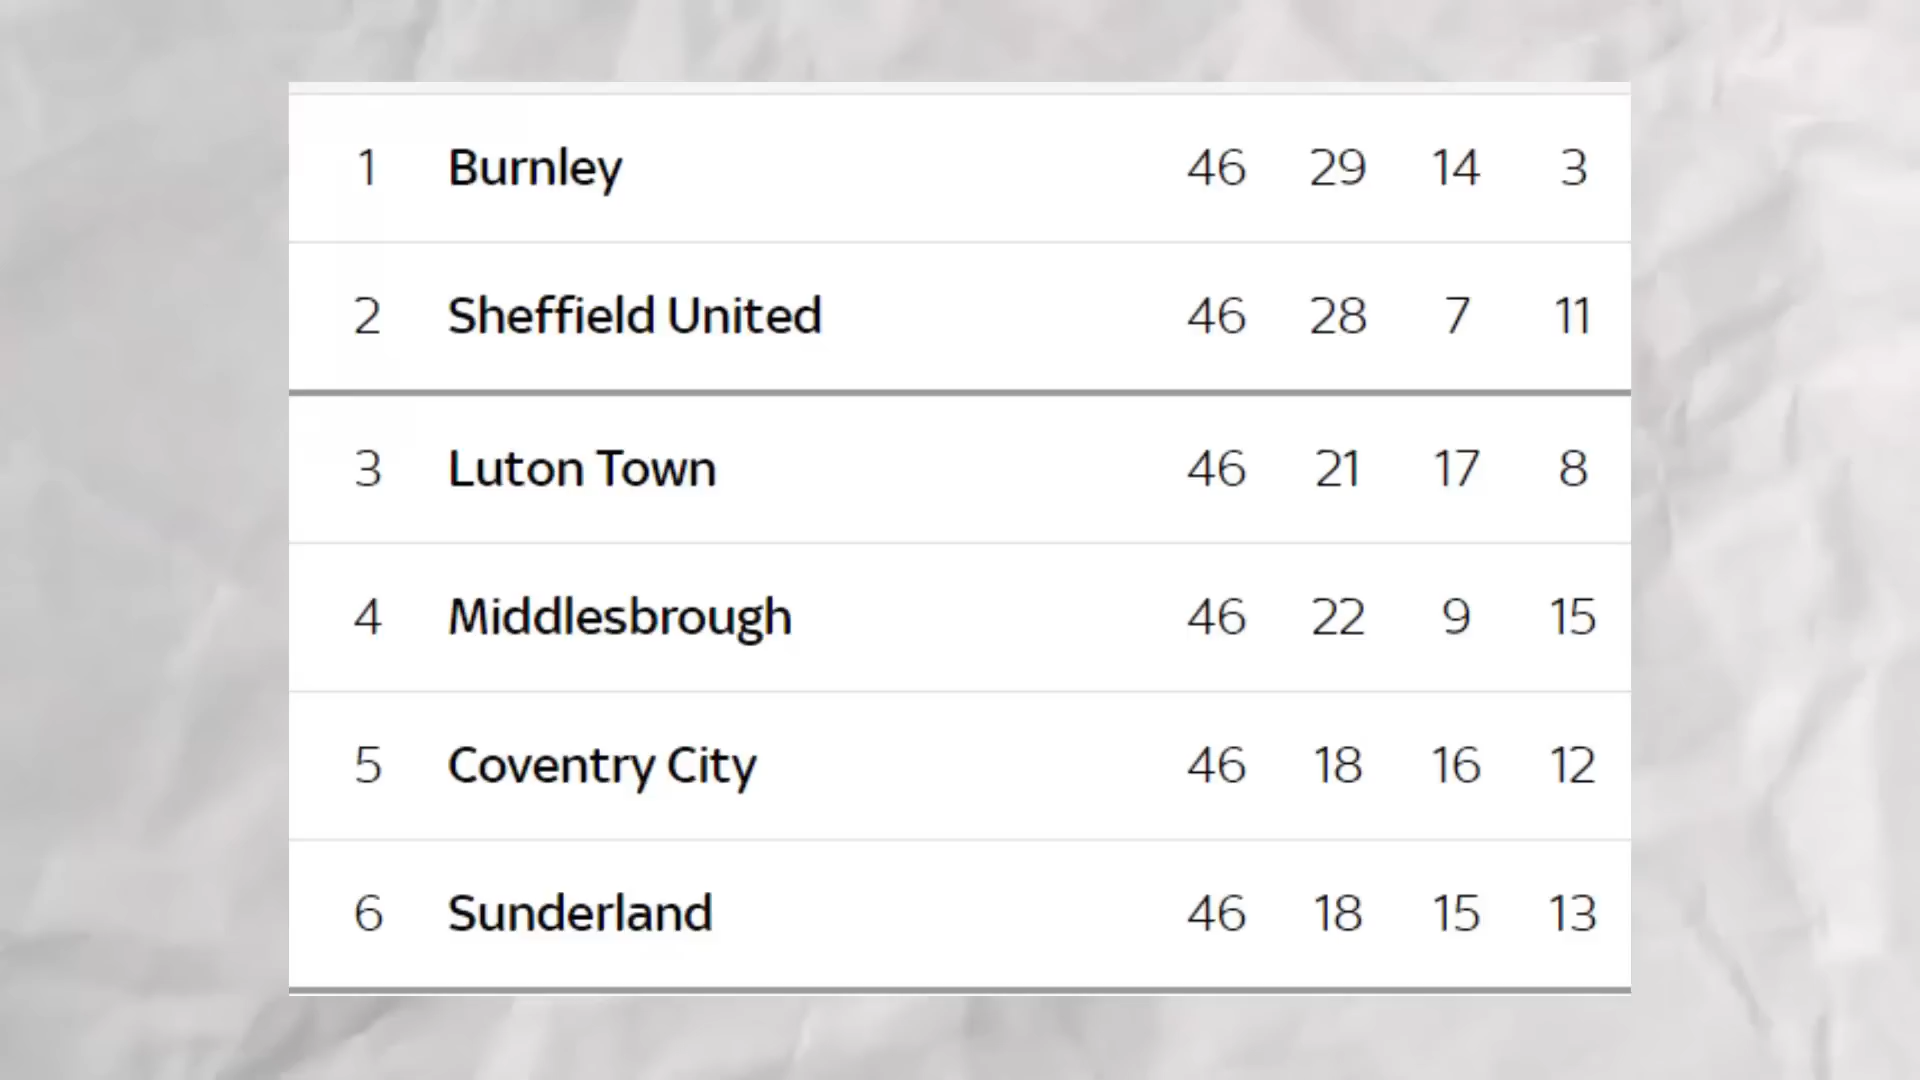 1 Burnley 46 29 14 3
2 Sheffield United 46 28 7 11
3 Luton Town 46 21 17 8
4 Middlesbrough 46 22 9 15
5 Coventry City 46 18 16 12
6 Sunderland 46 18 15 13